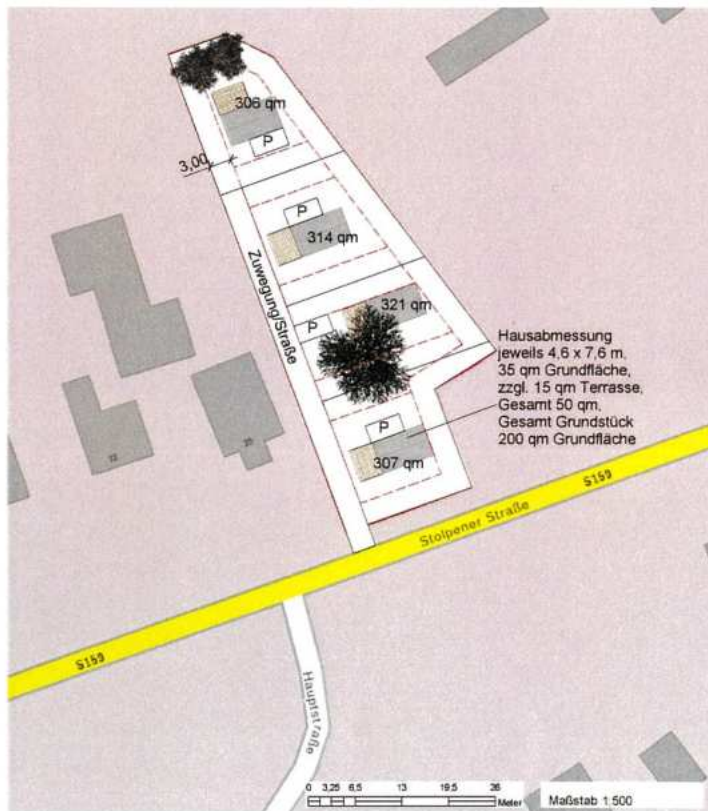 306 qm
P
3,00
P
314 qm
Zuwegung/Straße
321 qm
P
Hausabmessung
jeweils 4,6 x 7,6 m.
35 qm Grundfläche,
zzgl. 15 qm Terrasse,
Gesamt 50 qm,
Gesamt Grundstück
200 qm Grundfläche
P
307 qm
S159
Stolpener Straße
S159
Hauptstraße
0 3,25 6,5 13 19,5 26
Meter
Maßstab 1:500